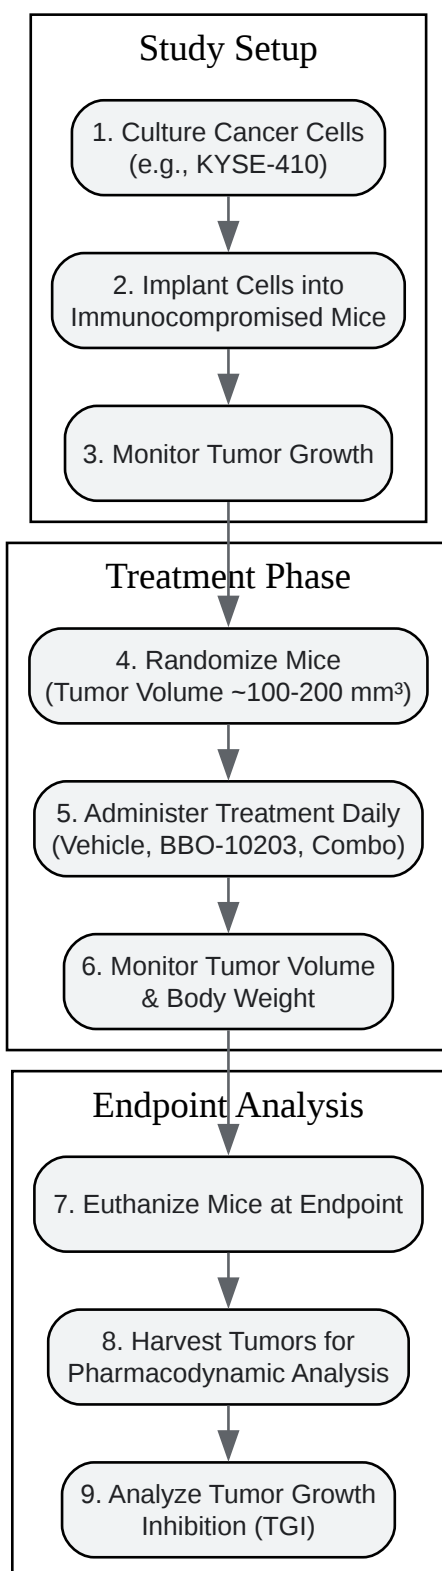 Study Setup
1. Culture Cancer Cells
(e.g., KYSE-410)
2. Implant Cells into
Immunocompromised Mice
3. Monitor Tumor Growth
Treatment Phase
4. Randomize Mice
(Tumor Volume ~100-200 mm³)
5. Administer Treatment Daily
(Vehicle, BBO-10203, Combo)
6. Monitor Tumor Volume
& Body Weight
Endpoint Analysis
7. Euthanize Mice at Endpoint
8. Harvest Tumors for
Pharmacodynamic Analysis
9. Analyze Tumor Growth
Inhibition (TGI)